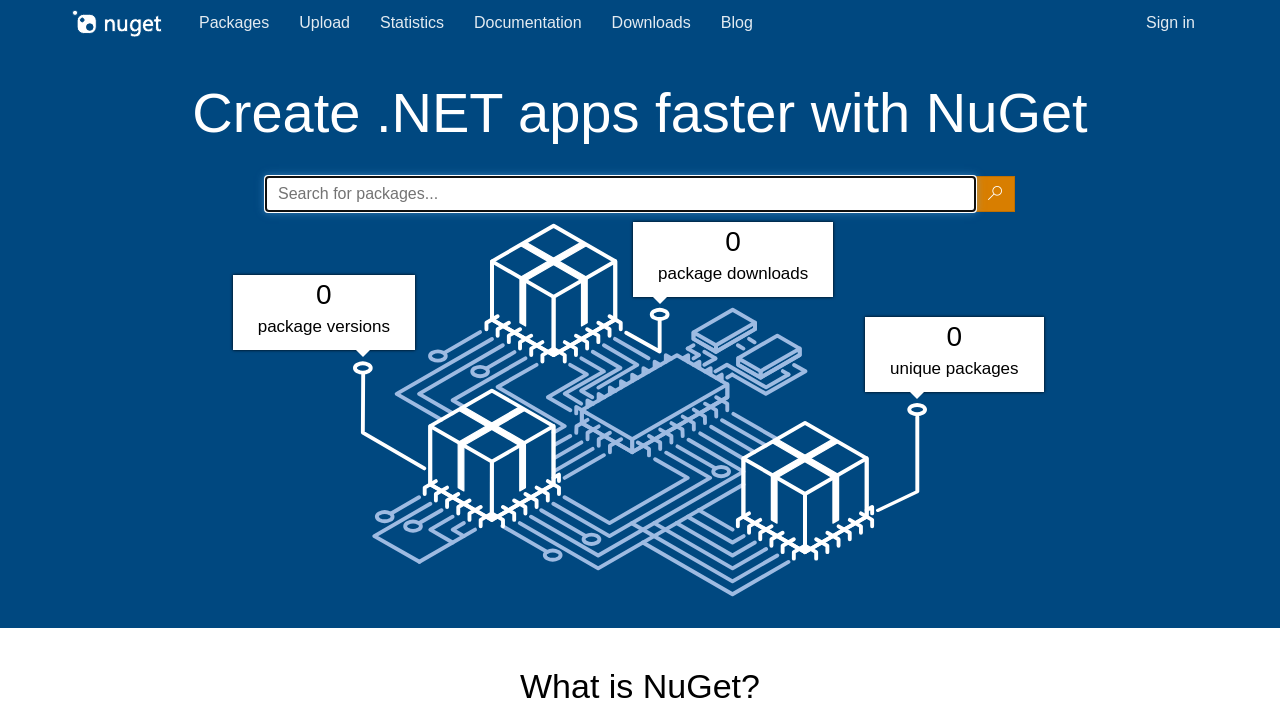 nuget
Packages
Upload
Statistics
Documentation
Downloads
Blog
Sign in
Create .NET apps faster with NuGet
Search for packages...
0
package downloads
0
package versions
0
unique packages
What is NuGet?